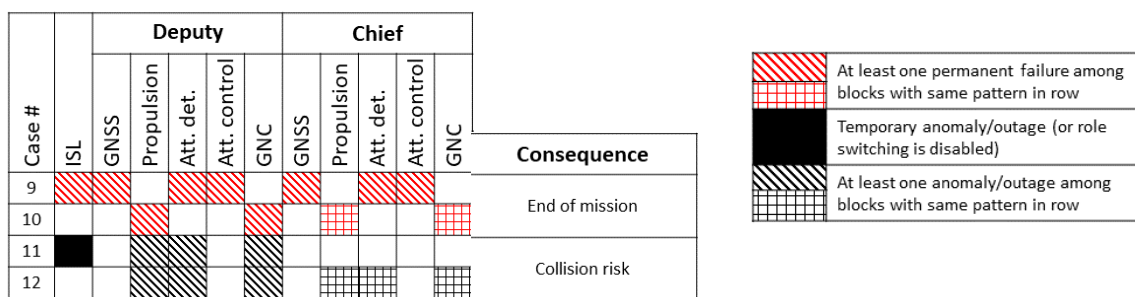 Deputy
Chief
Case #
ISL
GNSS
Propulsion
Att. det.
Att. control
GNC
GNSS
Propulsion
Att. det.
Att. control
GNC
Consequence
9
End of mission
10
11
Collision risk
12
At least one permanent failure among
blocks with same pattern in row
Temporary anomaly/outage (or role
switching is disabled)
At least one anomaly/outage among
blocks with same pattern in row